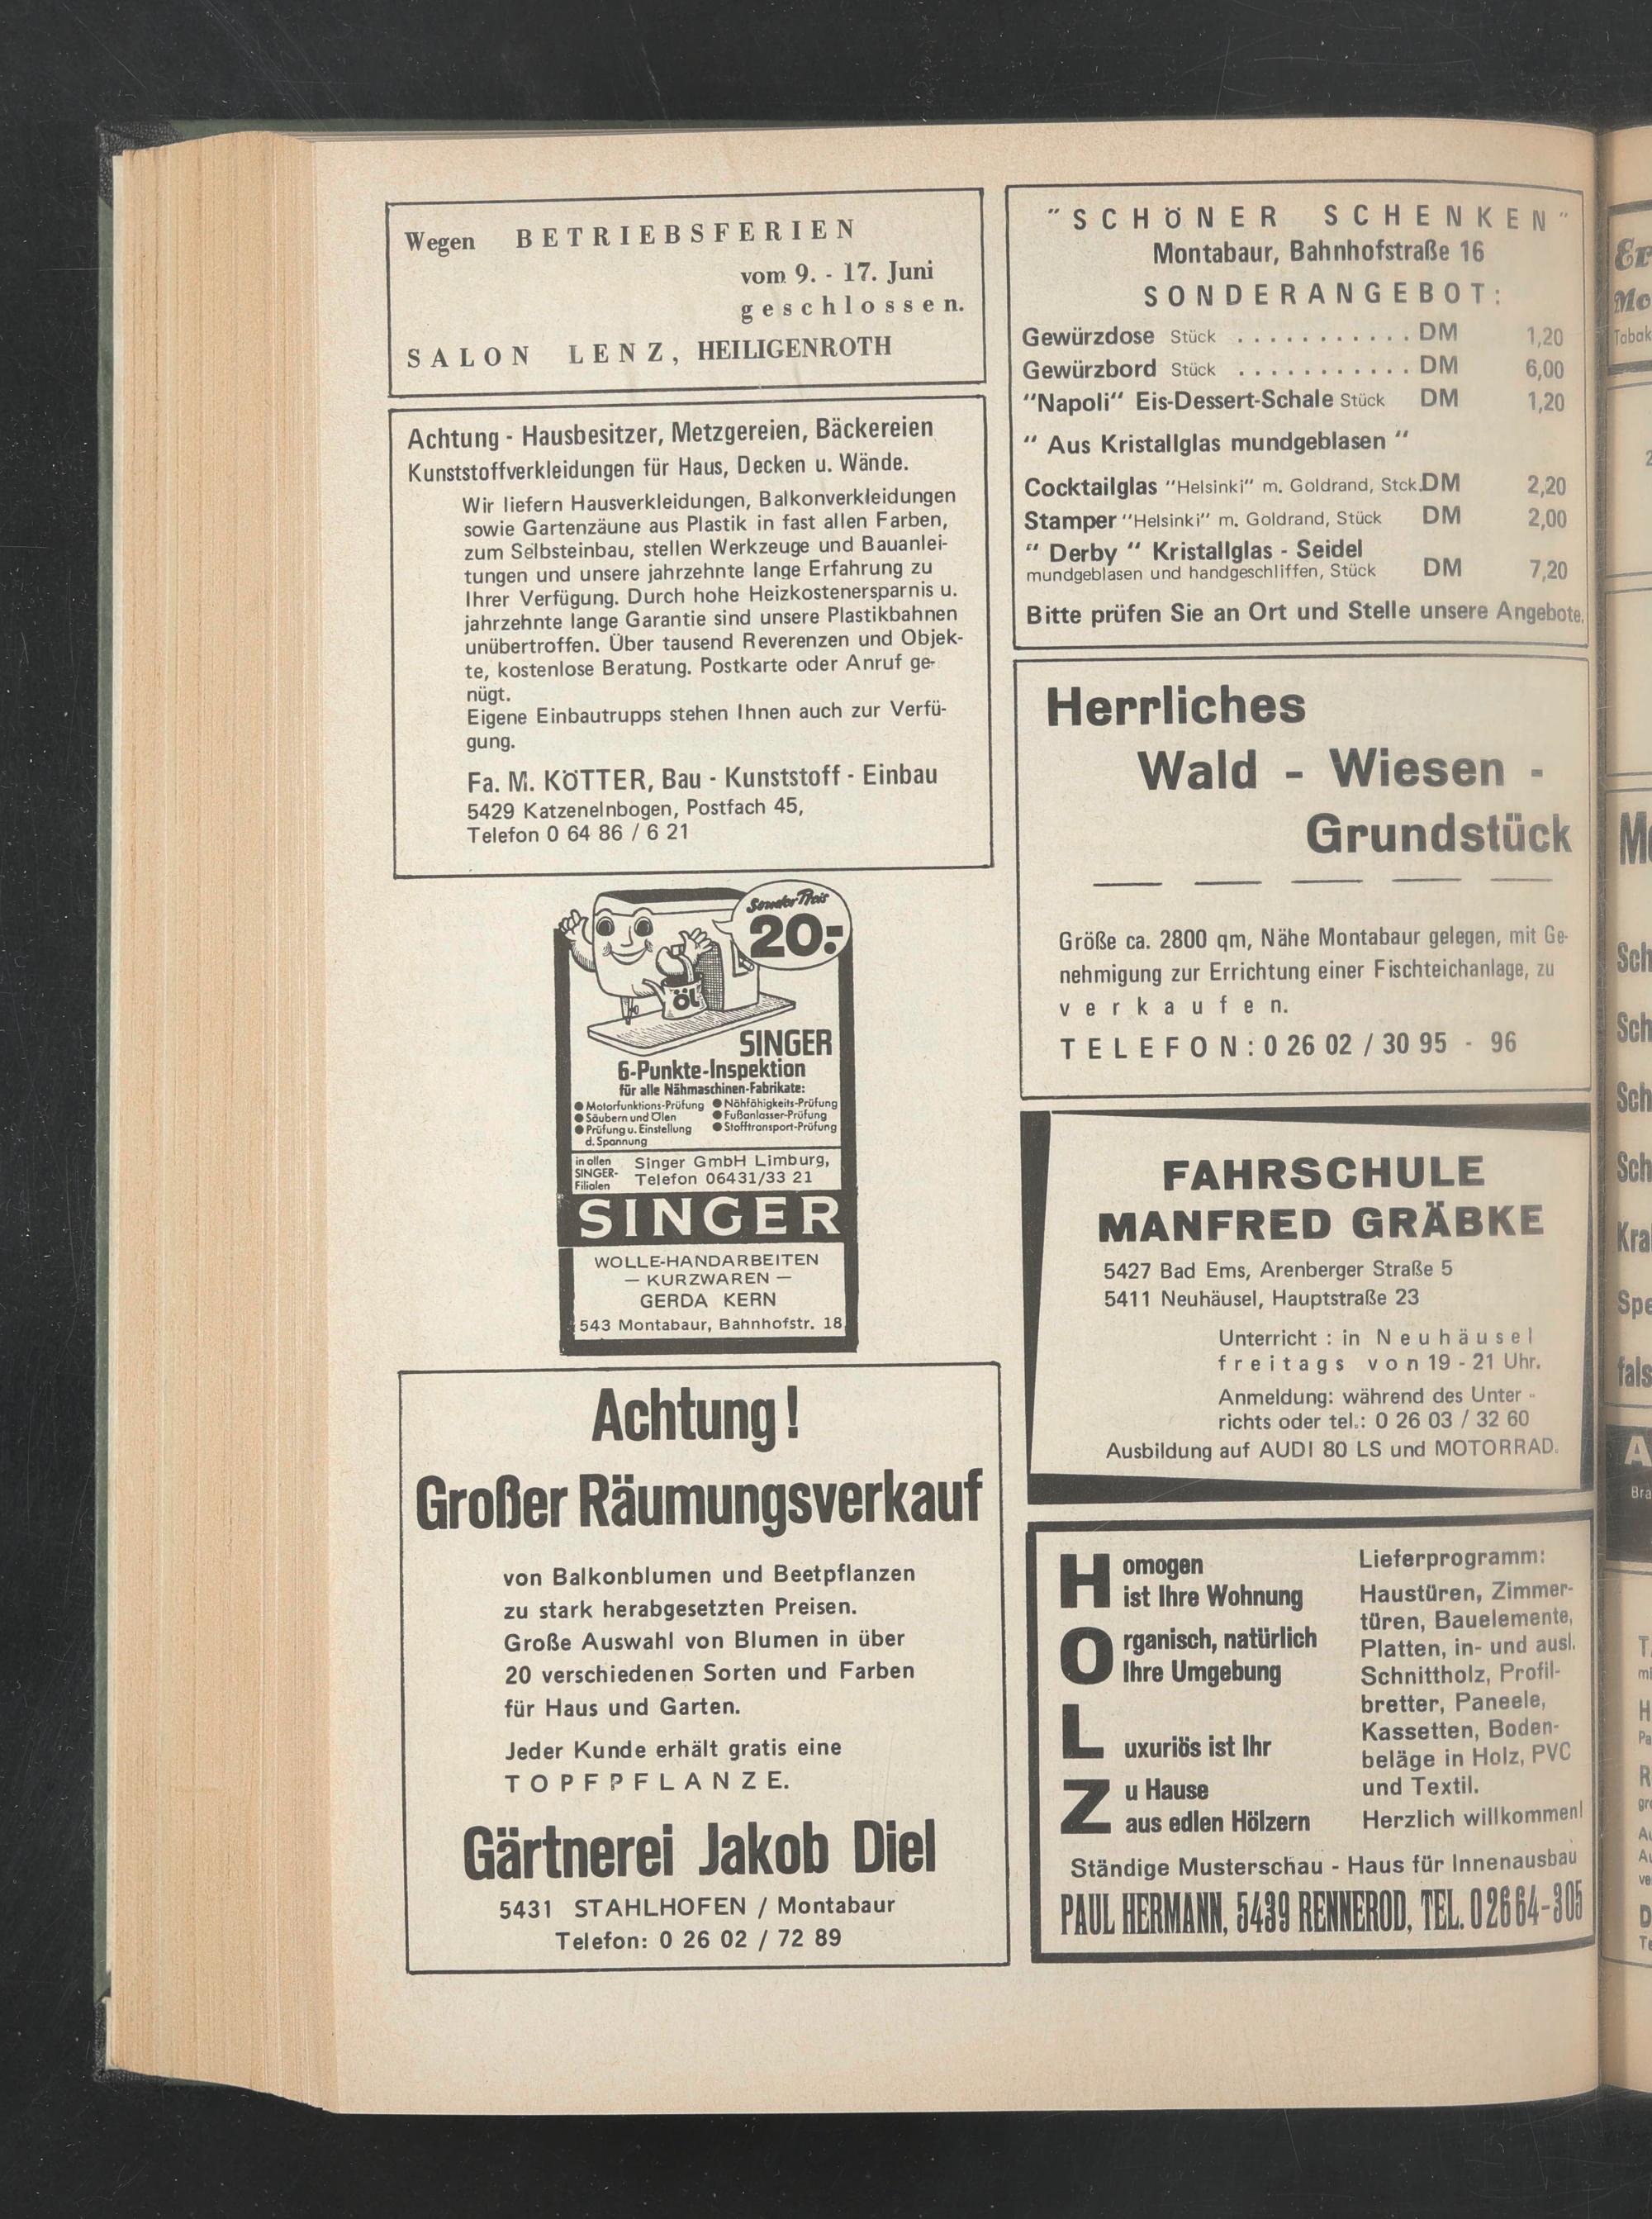 Wegen BETRIEBSFERIEN
vom 9. - 17. Juni
geschlossen.
SALON LENZ, HEILIGENROTH
Achtung - Hausbesitzer, Metzgereien, Bäckereien
Kunststoffverkleidungen für Haus, Decken u. Wände.
Wir liefern Hausverkleidungen, Balkonverkleidungen
sowie Gartenzäune aus Plastik in fast allen Farben,
zum Selbsteinbau, stellen Werkzeuge und Bauanlei-
tungen und unsere jahrzehnte lange Erfahrung zu
Ihrer Verfügung. Durch hohe Heizkostenersparnis u.
jahrzehnte lange Garantie sind unsere Plastikbahnen
unübertroffen. Über tausend Reverenzen und Objek-
te, kostenlose Beratung. Postkarte oder Anruf ge-
nügt.
Eigene Einbautrupps stehen Ihnen auch zur Verfü-
gung.
Fa. M. KÖTTER, Bau - Kunststoff - Einbau
5429 Katzenelnbogen, Postfach 45,
Telefon 0 64 86 / 6 21
Sonder Preis
20.-
ÖL
SINGER
6-Punkte-Inspektion
für alle Nähmaschinen-Fabrikate:
● Motorfunktions-Prüfung ● Nähfähigkeits-Prüfung
● Säubern und Ölen ● Fußanlasser-Prüfung
● Prüfung u. Einstellung ● Stofftransport-Prüfung
d. Spannung
in allen SINGER-Filialen
Singer GmbH Limburg,
Telefon 06431/33 21
SINGER
WOLLE-HANDARBEITEN
— KURZWAREN —
GERDA KERN
543 Montabaur, Bahnhofstr. 18
Achtung!
Großer Räumungsverkauf
von Balkonblumen und Beetpflanzen
zu stark herabgesetzten Preisen.
Große Auswahl von Blumen in über
20 verschiedenen Sorten und Farben
für Haus und Garten.
Jeder Kunde erhält gratis eine
TOPFPFLANZE.
Gärtnerei Jakob Diel
5431 STAHLHOFEN / Montabaur
Telefon: 0 26 02 / 72 89
"SCHÖNER SCHENKEN"
Montabaur, Bahnhofstraße 16
SONDERANGEBOT:
Gewürzdose Stück ........... DM 1,20
Gewürzbord Stück ........... DM 6,00
"Napoli" Eis-Dessert-Schale Stück DM 1,20
" Aus Kristallglas mundgeblasen "
Cocktailglas "Helsinki" m. Goldrand, Stck. DM 2,20
Stamper "Helsinki" m. Goldrand, Stück DM 2,00
" Derby " Kristallglas - Seidel
mundgeblasen und handgeschliffen, Stück DM 7,20
Bitte prüfen Sie an Ort und Stelle unsere Angebote.
Herrliches
Wald - Wiesen -
Grundstück
Größe ca. 2800 qm, Nähe Montabaur gelegen, mit Ge-
nehmigung zur Errichtung einer Fischteichanlage, zu
verkaufen.
TELEFON: 0 26 02 / 30 95 - 96
FAHRSCHULE
MANFRED GRÄBKE
5427 Bad Ems, Arenberger Straße 5
5411 Neuhäusel, Hauptstraße 23
Unterricht : in Neuhäusel
freitags von 19 - 21 Uhr.
Anmeldung: während des Unter -
richts oder tel.: 0 26 03 / 32 60
Ausbildung auf AUDI 80 LS und MOTORRAD.
Homogen
ist Ihre Wohnung
Organisch, natürlich
Ihre Umgebung
Luxuriös ist Ihr
Zu Hause
aus edlen Hölzern
Lieferprogramm:
Haustüren, Zimmer-
türen, Bauelemente,
Platten, in- und ausl.
Schnittholz, Profil-
bretter, Paneele,
Kassetten, Boden-
beläge in Holz, PVC
und Textil.
Herzlich willkommen!
Ständige Musterschau - Haus für Innenausbau
PAUL HERMANN, 5439 RENNEROD, TEL. 02664-305